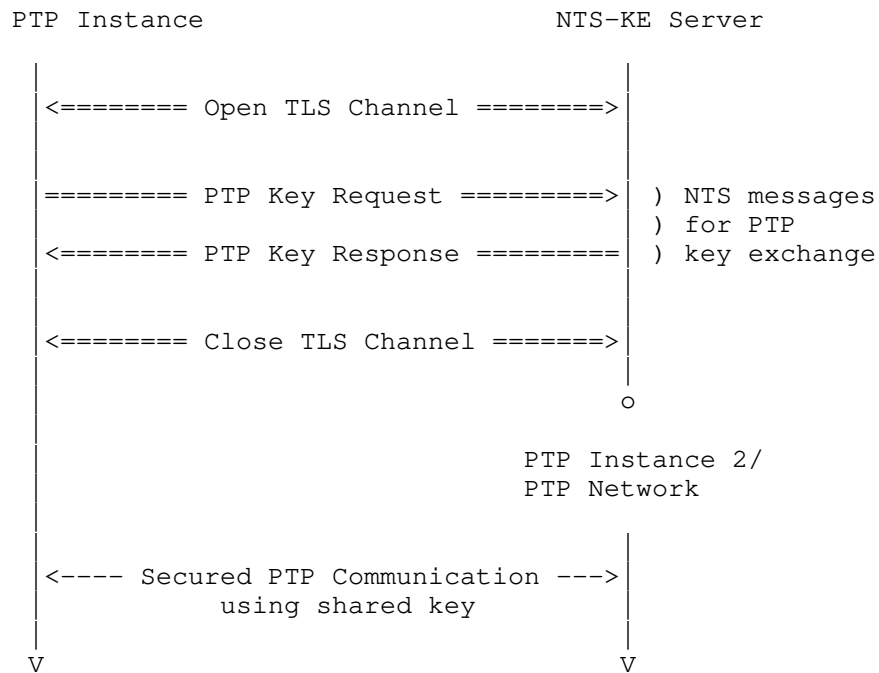 PTP Instance                    NTS-KE Server
<======== Open TLS Channel ========>
========= PTP Key Request =========> ) NTS messages
) for PTP
<======== PTP Key Response ========= ) key exchange
<======== Close TLS Channel =======>
o
PTP Instance 2/
PTP Network
<---- Secured PTP Communication --->
using shared key
V                               V